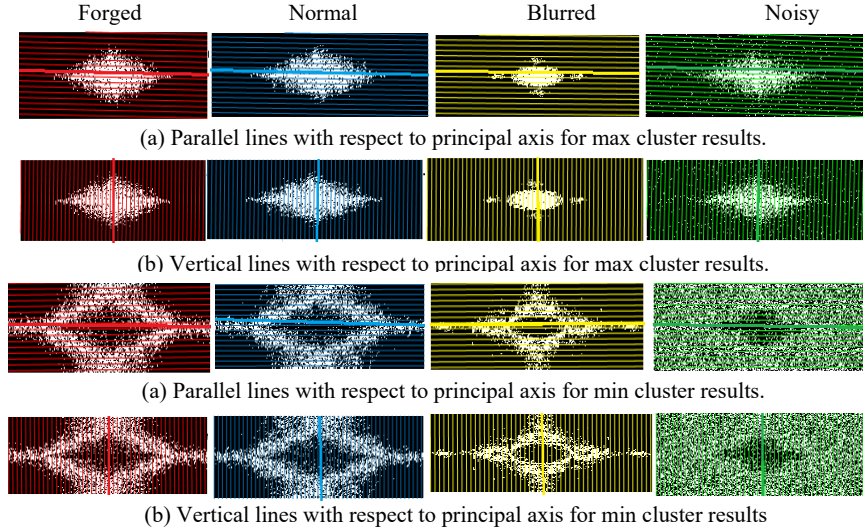 Forged Normal Blurred Noisy
(a) Parallel lines with respect to principal axis for max cluster results.
(b) Vertical lines with respect to principal axis for max cluster results.
(a) Parallel lines with respect to principal axis for min cluster results.
(b) Vertical lines with respect to principal axis for min cluster results